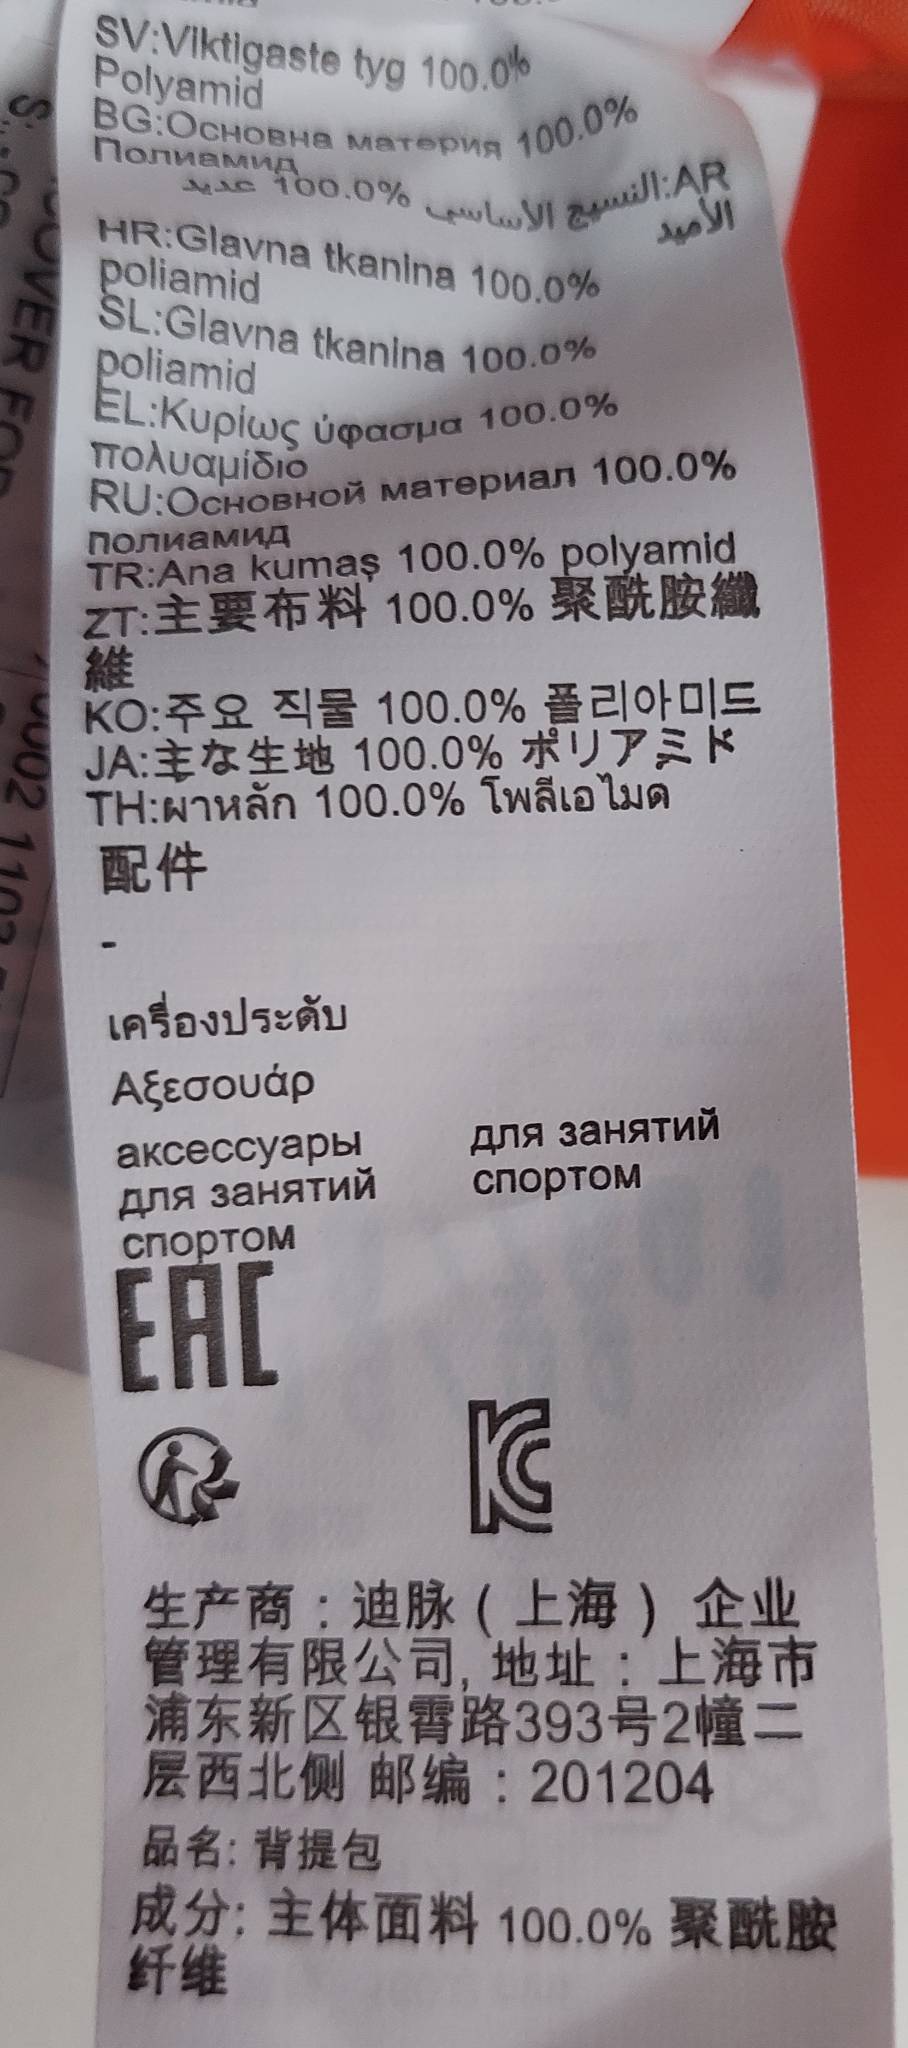 SV:Viktigaste tyg 100.0%
Polyamid
BG:Основна материя 100.0%
Полиамид
AR:النسيج الأساسي 100.0% عديد
الأميد
HR:Glavna tkanina 100.0%
poliamid
SL:Glavna tkanina 100.0%
poliamid
EL:Κυρίως ύφασμα 100.0%
πολυαμίδιο
RU:Основной материал 100.0%
полиамид
TR:Ana kumaş 100.0% polyamid
ZT:主要布料 100.0% 聚酰胺纖
維
KO:주요 직물 100.0% 폴리아미드
JA:主な生地 100.0% ポリアミド
TH:ผ้าหลัก 100.0% โพลีเอไมด์
配件
-
เครื่องประดับ
Αξεσουάρ
аксессуары
для занятий
спортом
для занятий
спортом
EAC
KC
生产商：迪脉（上海）企业
管理有限公司, 地址：上海市
浦东新区银霄路393号2幢二
层西北侧 邮编：201204
品名: 背提包
成分: 主体面料 100.0% 聚酰胺
纤维